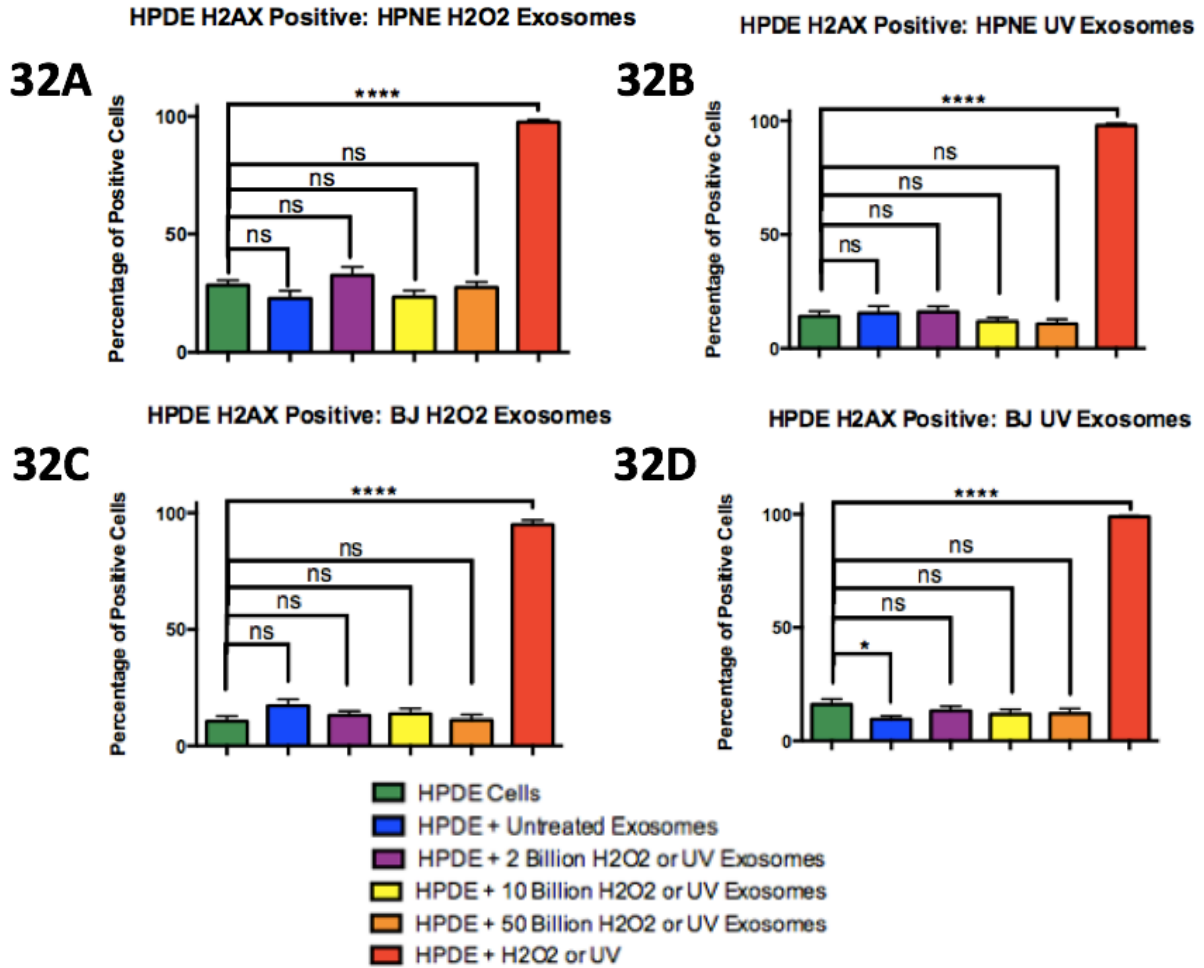 HPDE H2AX Positive: HPNE H2O2 Exosomes
HPDE H2AX Positive: HPNE UV Exosomes
32A
32B
Percentage of Positive Cells
100
50
0
ns
ns
ns
ns
****
Percentage of Positive Cells
100
50
0
ns
ns
ns
ns
****
HPDE H2AX Positive: BJ H2O2 Exosomes
HPDE H2AX Positive: BJ UV Exosomes
32C
32D
Percentage of Positive Cells
100
50
0
ns
ns
ns
ns
****
Percentage of Positive Cells
100
50
0
*
ns
ns
ns
****
HPDE Cells
HPDE + Untreated Exosomes
HPDE + 2 Billion H2O2 or UV Exosomes
HPDE + 10 Billion H2O2 or UV Exosomes
HPDE + 50 Billion H2O2 or UV Exosomes
HPDE + H2O2 or UV